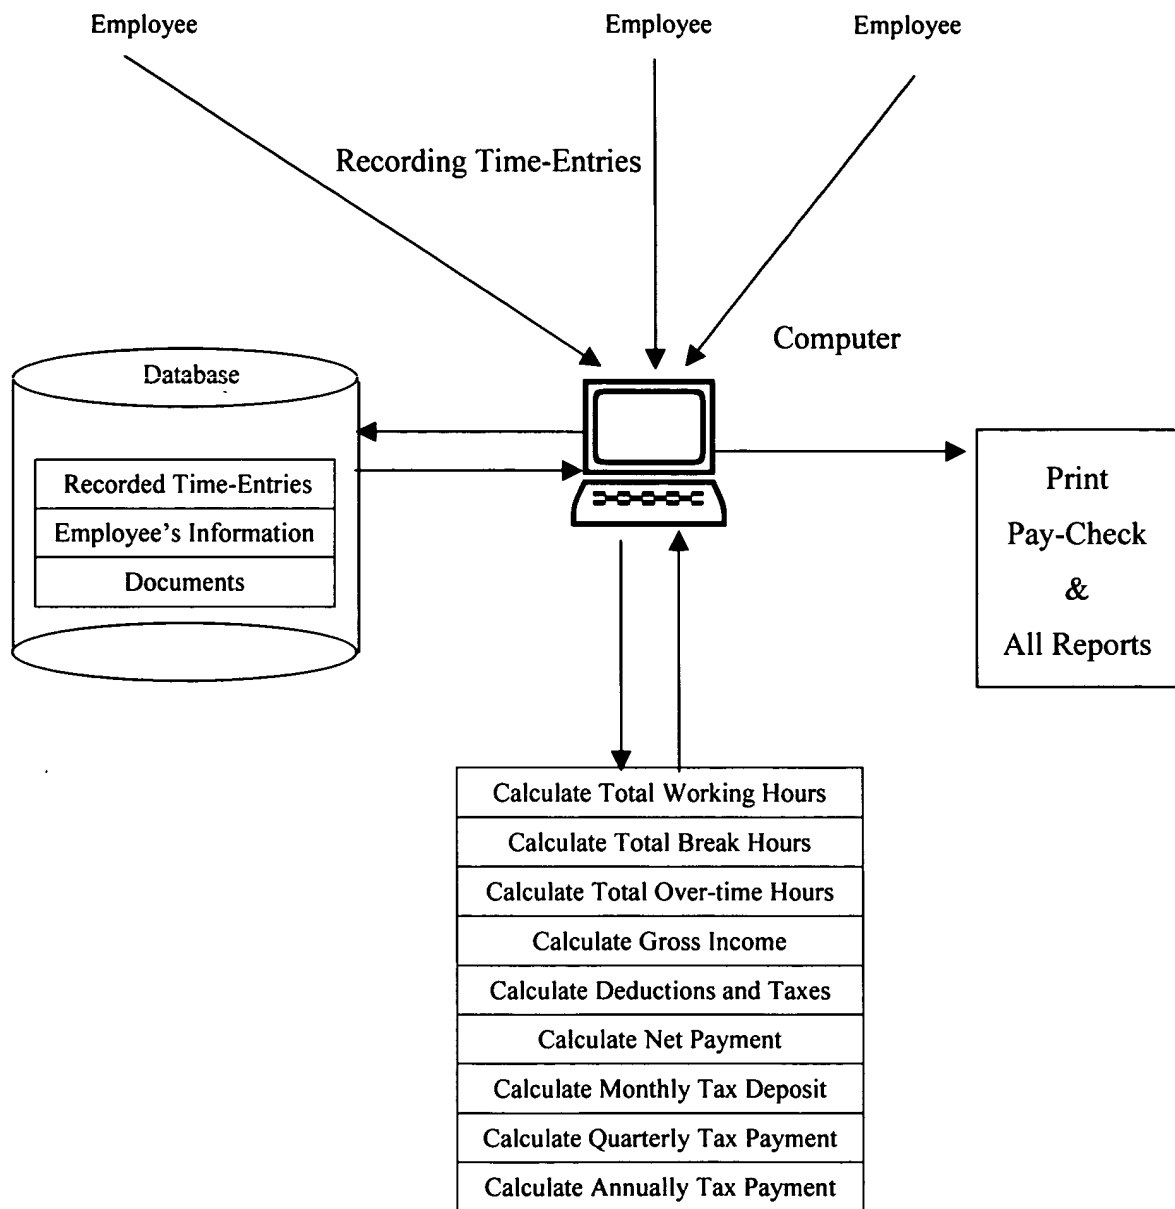 Employee
Employee
Employee
Recording Time-Entries
Computer
Database
Recorded Time-Entries
Employee's Information
Documents
Print
Pay-Check
&
All Reports
Calculate Total Working Hours
Calculate Total Break Hours
Calculate Total Over-time Hours
Calculate Gross Income
Calculate Deductions and Taxes
Calculate Net Payment
Calculate Monthly Tax Deposit
Calculate Quarterly Tax Payment
Calculate Annually Tax Payment